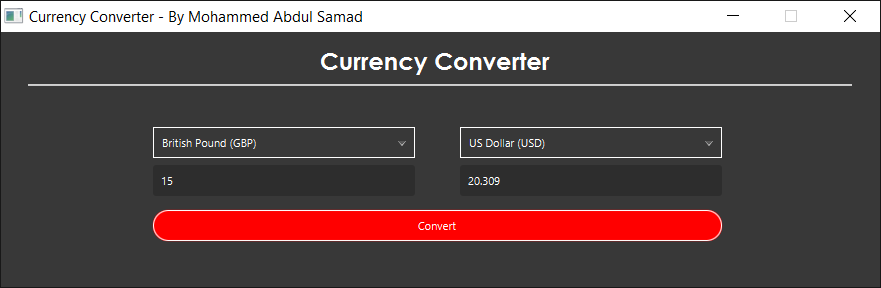 Currency Converter - By Mohammed Abdul Samad
Currency Converter
British Pound (GBP) US Dollar (USD)
15 20.309
Convert